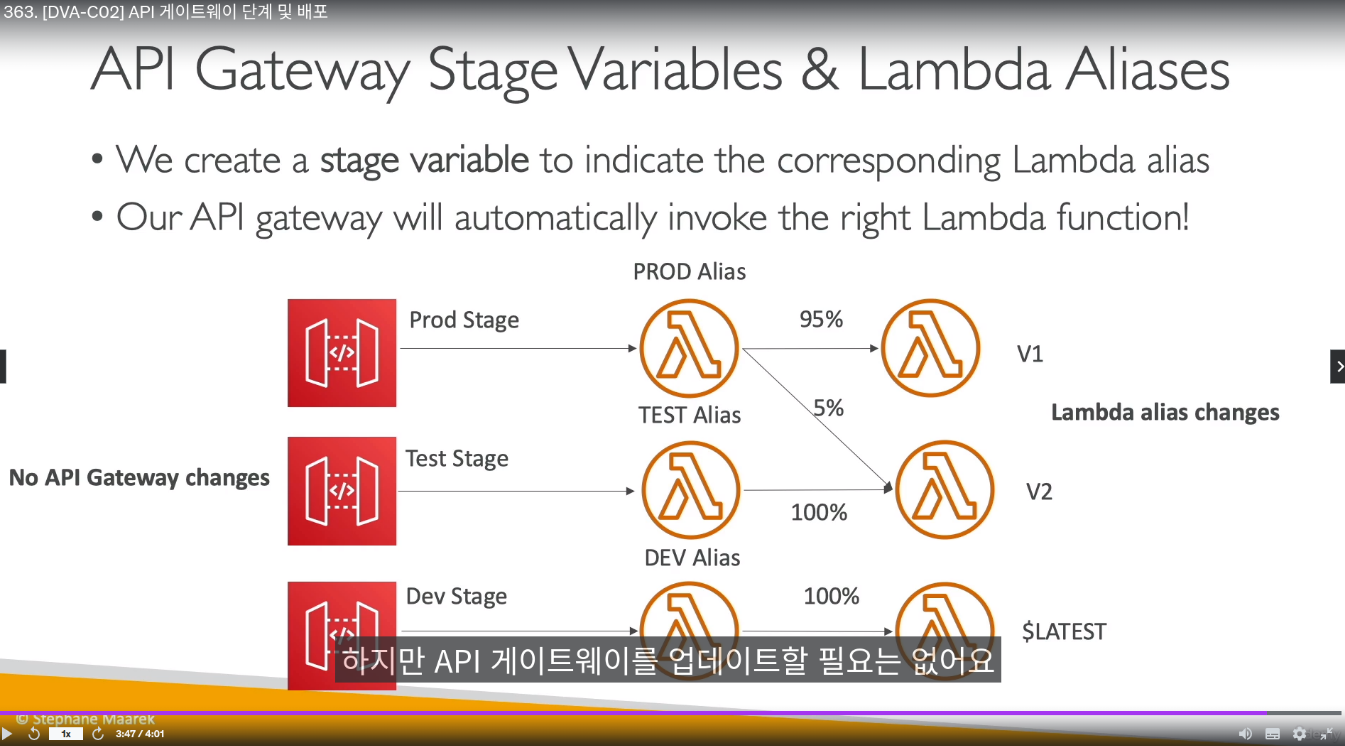 363. [DVA-C02] API 게이트웨이 단계 및 배포
API Gateway Stage Variables & Lambda Aliases
• We create a stage variable to indicate the corresponding Lambda alias
• Our API gateway will automatically invoke the right Lambda function!
PROD Alias
Prod Stage
95%
V1
5%
Lambda alias changes
TEST Alias
No API Gateway changes
Test Stage
100%
V2
DEV Alias
Dev Stage
100%
$LATEST
하지만 API 게이트웨이를 업데이트할 필요는 없어요
© Stephane Maarek
1x
3:47 / 4:01